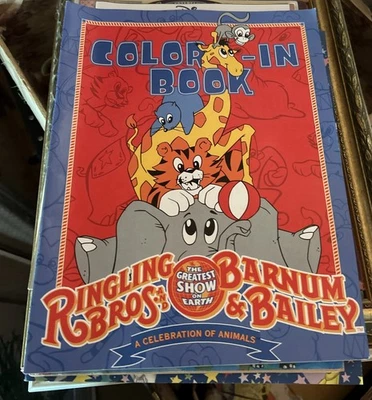 COLOR-IN
BOOK
RINGLING
BROS. AND
THE
GREATEST
SHOW
ON
EARTH
BARNUM
& BAILEY
A CELEBRATION OF ANIMALS